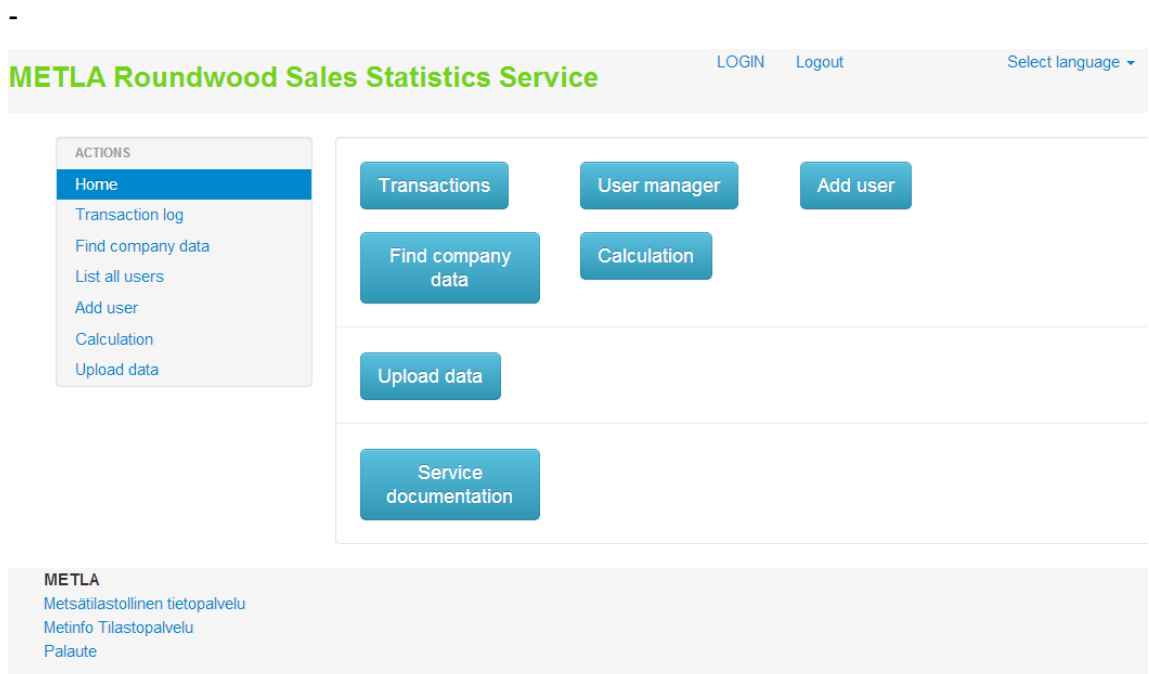 -
METLA Roundwood Sales Statistics Service
LOGIN Logout Select language
ACTIONS
Home
Transaction log
Find company data
List all users
Add user
Calculation
Upload data
Transactions User manager Add user
Find company
data
Calculation
Upload data
Service
documentation
METLA
Metsätilastollinen tietopalvelu
Metinfo Tilastopalvelu
Palaute